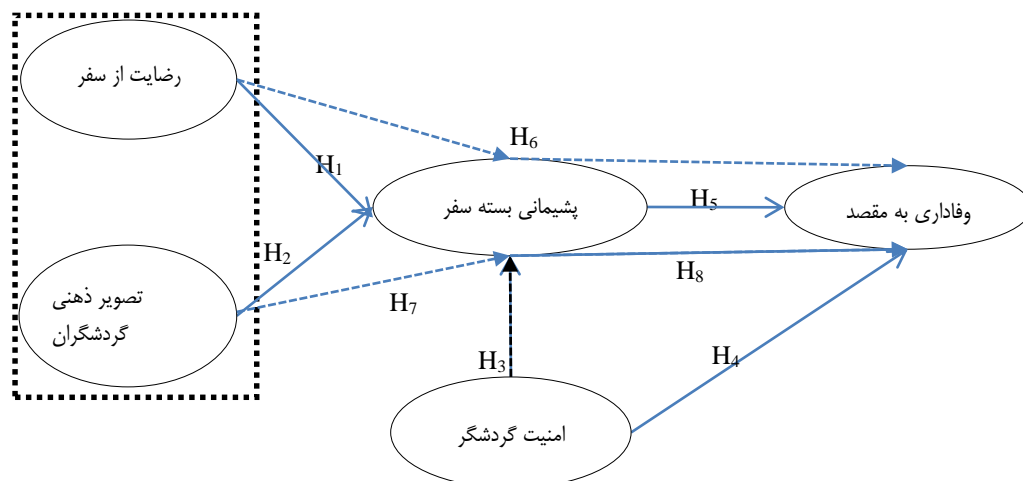 رضایت از سفر
H6
H1
پشیمانی بسته سفر
H5
وفاداری به مقصد
H2
تصویر ذهنی
گردشگران
H7
H8
H3
H4
امنیت گردشگر